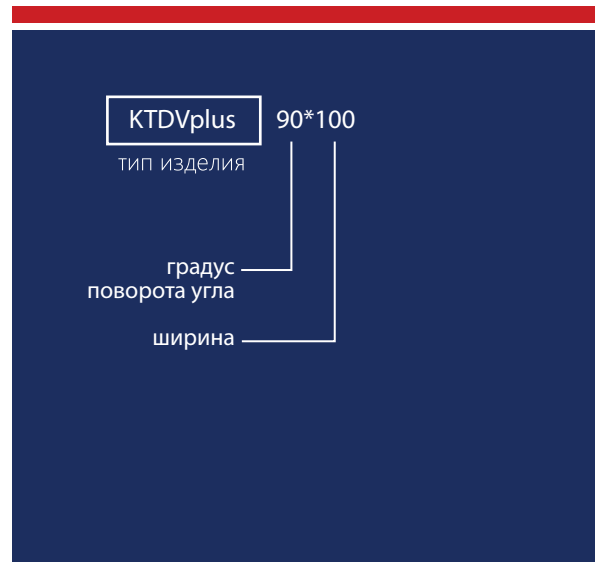 KTDVplus 90*100
тип изделия
градус
поворота угла
ширина